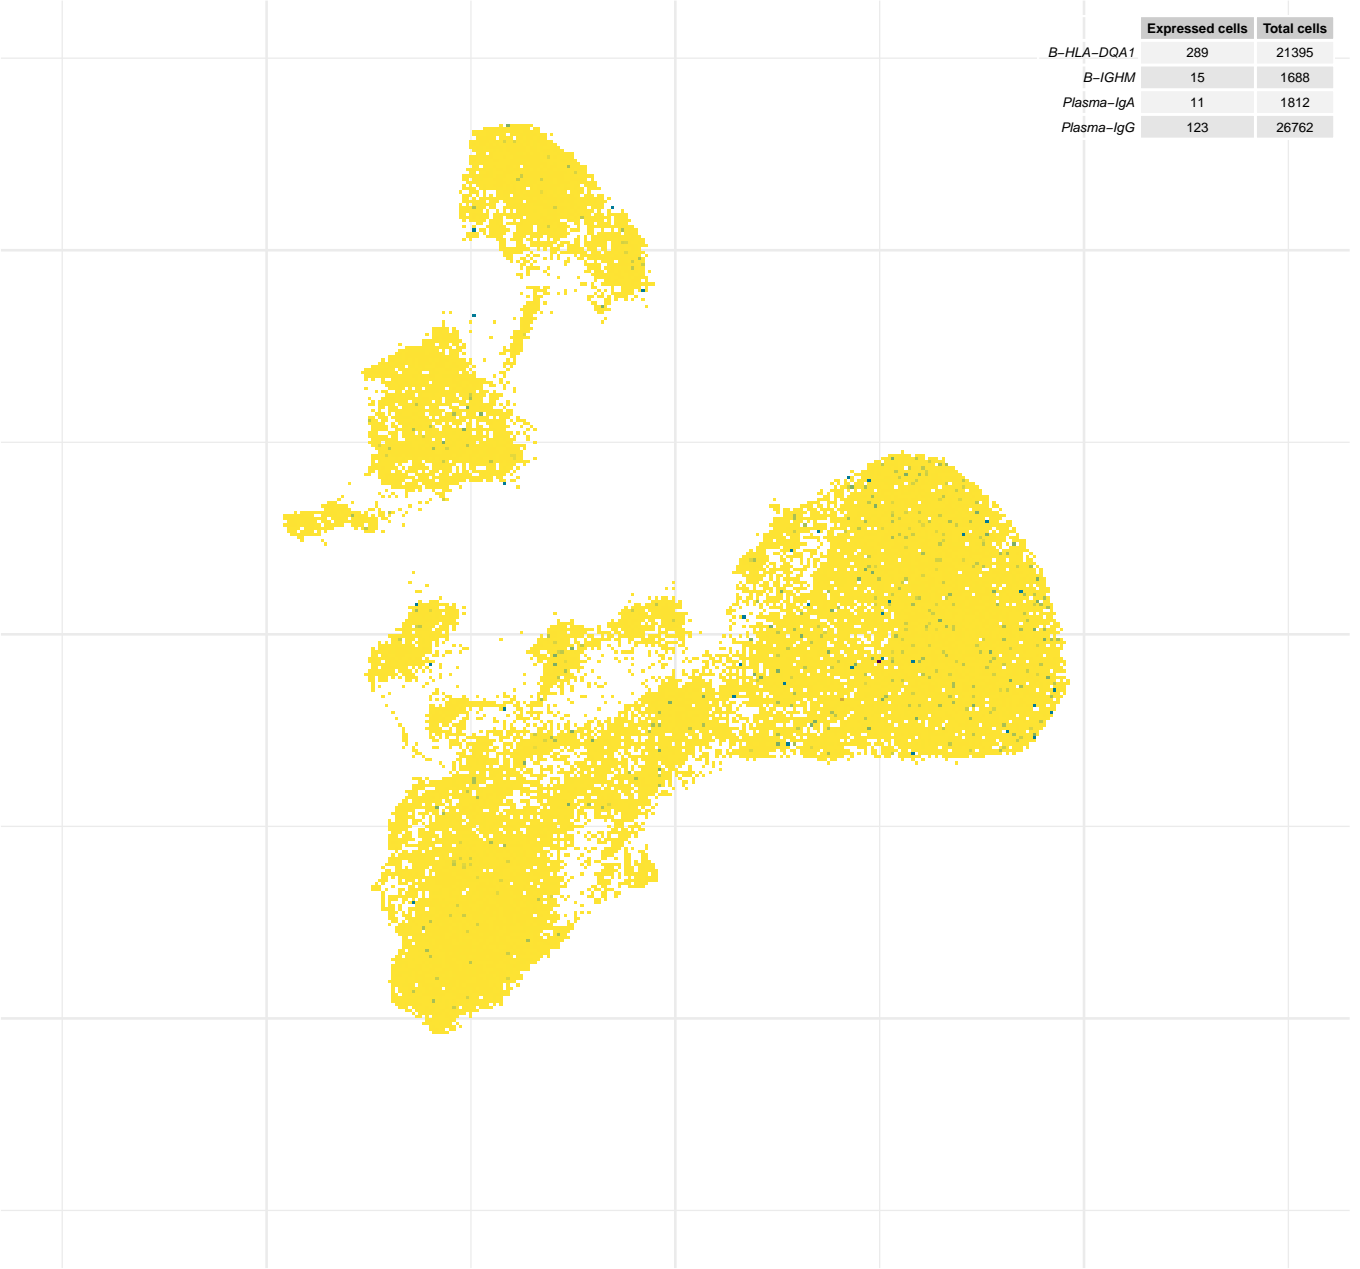 Expressed cells Total cells
B−HLA−DQA1 289 21395
B−IGHM 15 1688
Plasma−IgA 11 1812
Plasma−IgG 123 26762